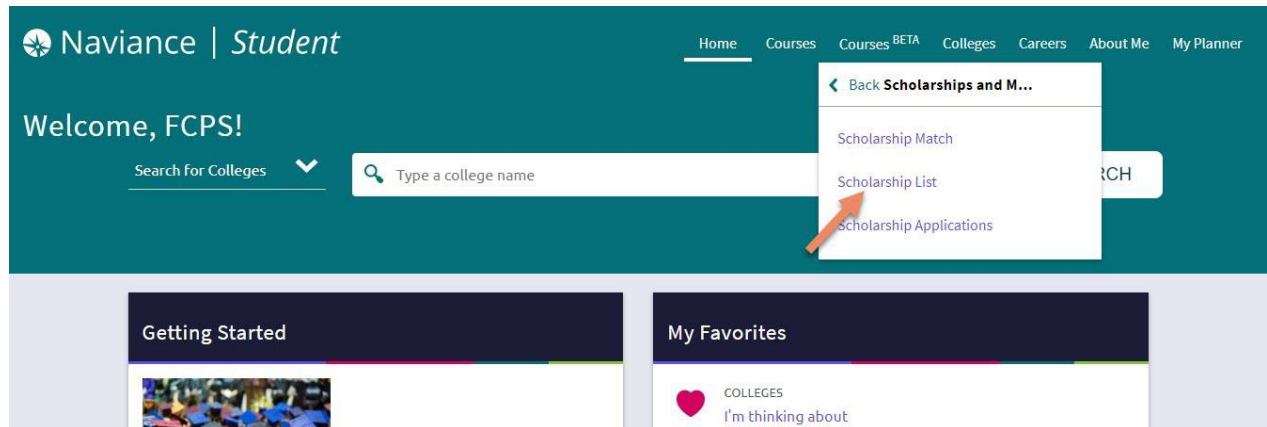 Naviance | Student
Home Courses Courses BETA Colleges Careers About Me My Planner
Back Scholarships and M...
Welcome, FCPS!
Scholarship Match
Search for Colleges
Type a college name
Scholarship List
RCH
Scholarship Applications
Getting Started
My Favorites
COLLEGES
I'm thinking about